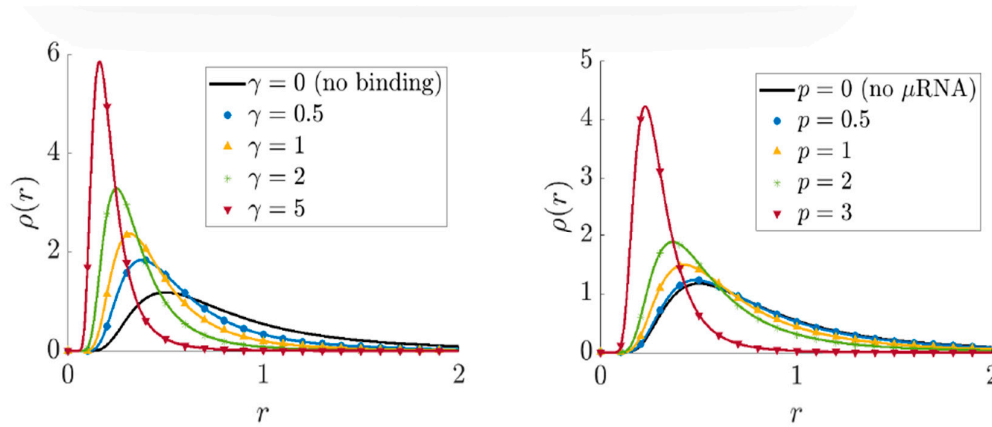 6
4
2
0
0
1
2
ρ(r)
r
γ = 0 (no binding)
γ = 0.5
γ = 1
γ = 2
γ = 5
5
4
3
2
1
0
0
1
2
ρ(r)
r
p = 0 (no μRNA)
p = 0.5
p = 1
p = 2
p = 3